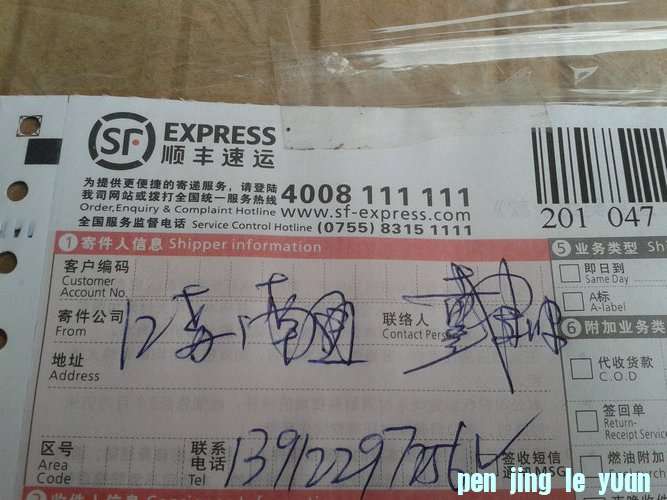 SF EXPRESS
顺丰速运
为提供更便捷的寄递服务，请登陆
我司网站或拨打全国统一服务热线 4008 111 111
Order,Enquiry & Complaint Hotline www.sf-express.com
全国服务监督电话 Service Control Hotline (0755) 8315 1111
201 047
1 寄件人信息 Shipper information
客户编码
Customer
Account No.
寄件公司
From
联络人
Contact
地址
Address
区号
Area
Code
联系
电话
Tel
签收短信
MSG
5 业务类型
即日到
Same Day
A标
A-label
6 附加业务类
代收货款
C.O.D
签回单
Return-
Receipt Service
燃油附加
pen jing le yuan